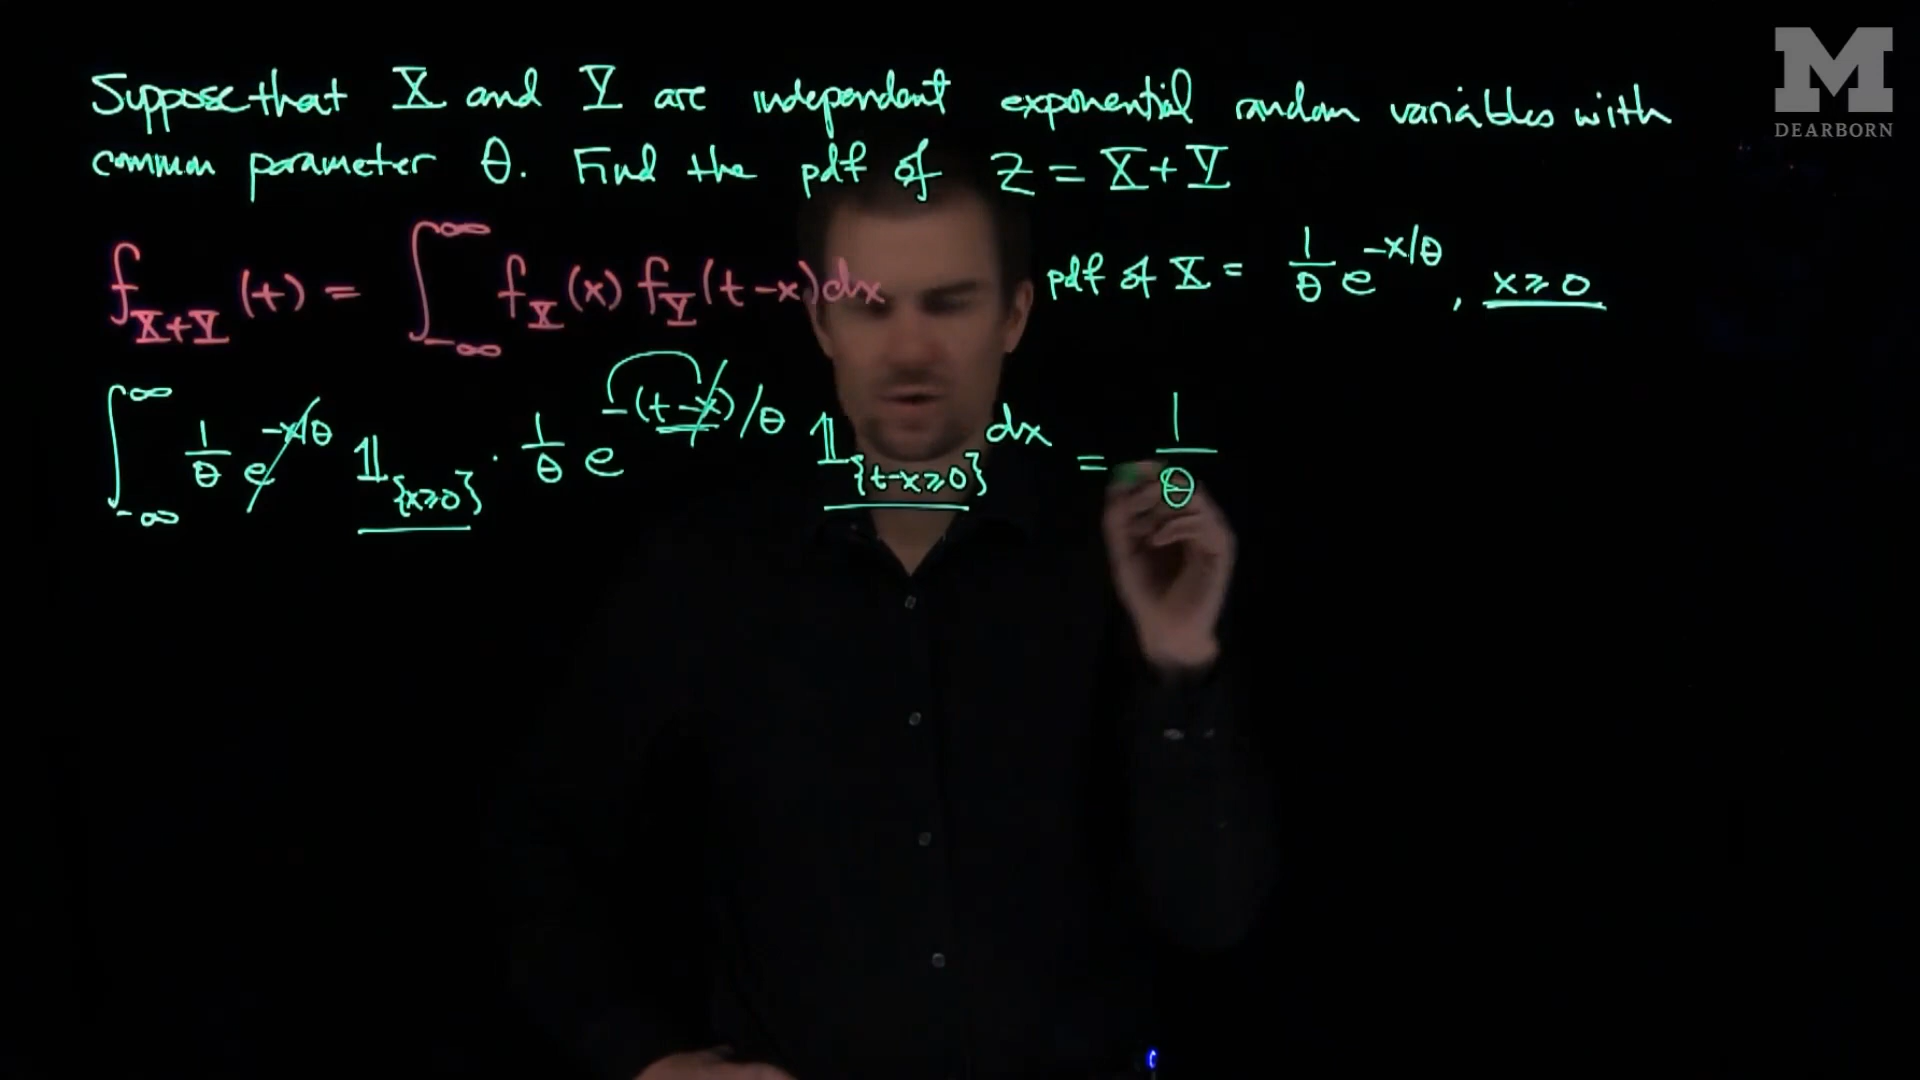 Suppose that X and Y are independent exponential random variables with
common parameter θ. Find the pdf of Z = X+Y
f_{X+Y}(t) = ∫_{-∞}^{∞} f_X(x) f_Y(t-x)dx
pdf of X = 1/θ e^{-x/θ}, x≥0
∫_{-∞}^{∞} 1/θ e^{-x/θ} 𝟙_{{x≥0}} · 1/θ e^{-(t-x)/θ} 𝟙_{{t-x≥0}} dx = 1/θ
M
DEARBORN